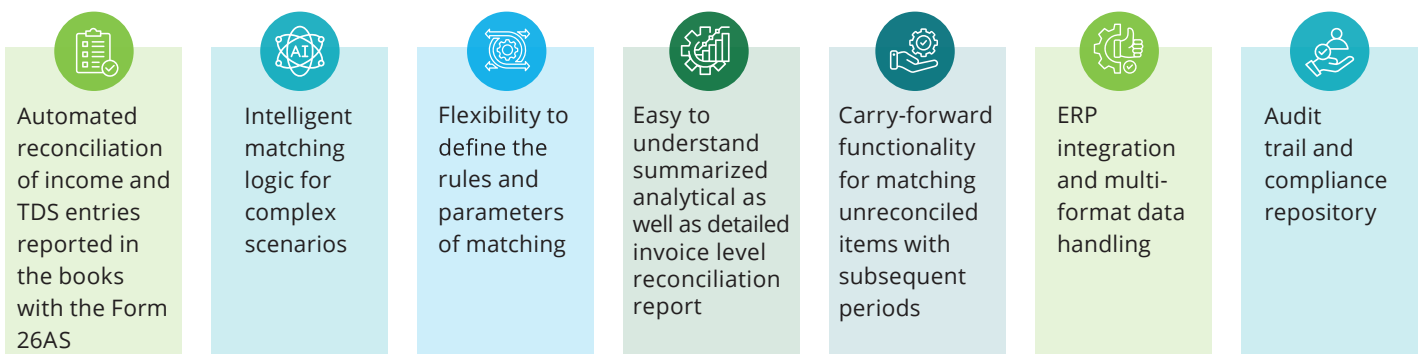 Automated
reconciliation
of income and
TDS entries
reported in
the books
with the Form
26AS
AI
Intelligent
matching
logic for
complex
scenarios
Flexibility to
define the
rules and
parameters
of matching
Easy to
understand
summarized
analytical as
well as detailed
invoice level
reconciliation
report
Carry-forward
functionality
for matching
unreconciled
items with
subsequent
periods
ERP
integration
and multi-
format data
handling
Audit
trail and
compliance
repository